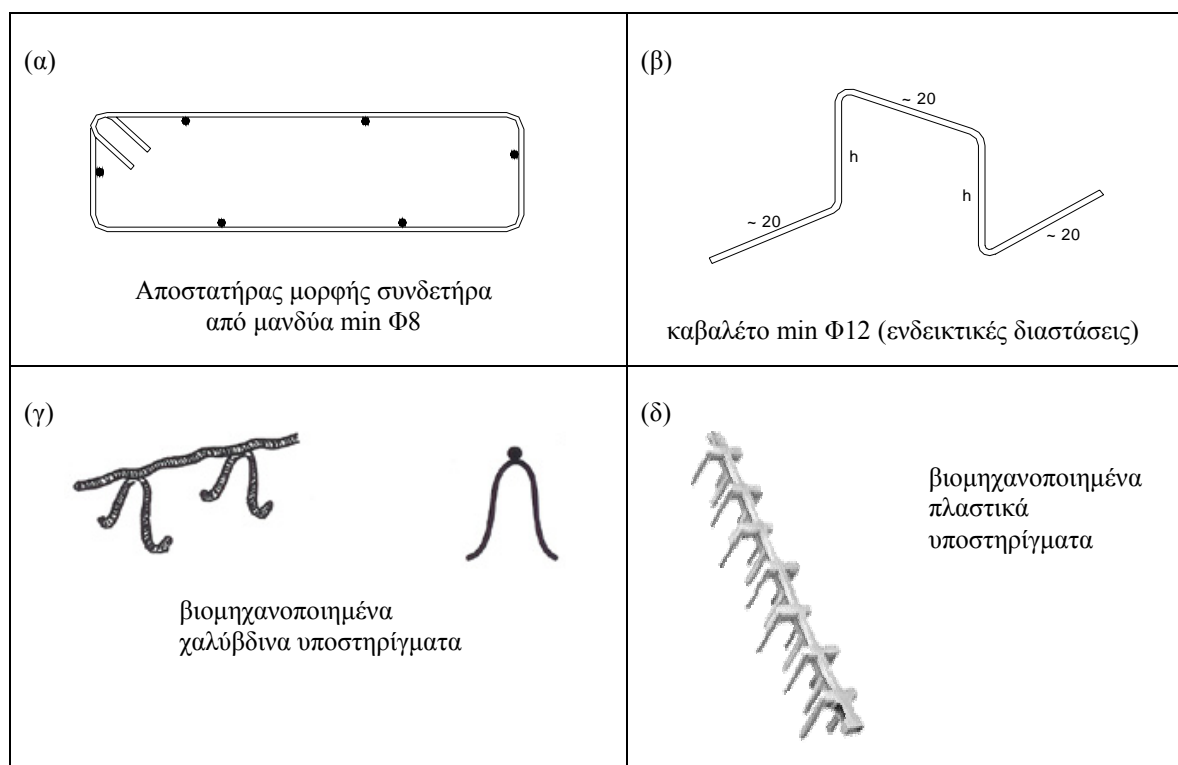 (α)
Αποστατήρας μορφής συνδετήρα
από μανδύα min Φ8
(β)
~ 20
h
h
~ 20
~ 20
καβαλέτο min Φ12 (ενδεικτικές διαστάσεις)
(γ)
βιομηχανοποιημένα
χαλύβδινα υποστηρίγματα
(δ)
βιομηχανοποιημένα
πλαστικά
υποστηρίγματα